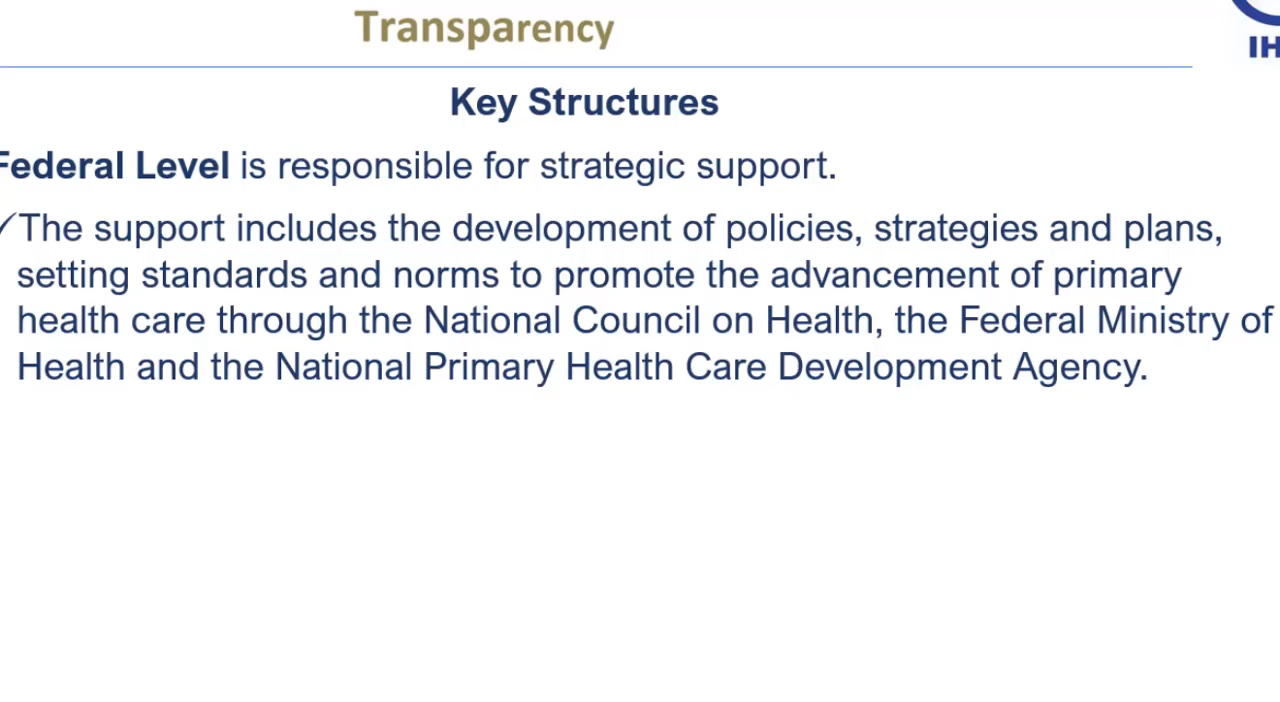 Transparency
IH
Key Structures
Federal Level is responsible for strategic support.
✓The support includes the development of policies, strategies and plans,
setting standards and norms to promote the advancement of primary
health care through the National Council on Health, the Federal Ministry of
Health and the National Primary Health Care Development Agency.